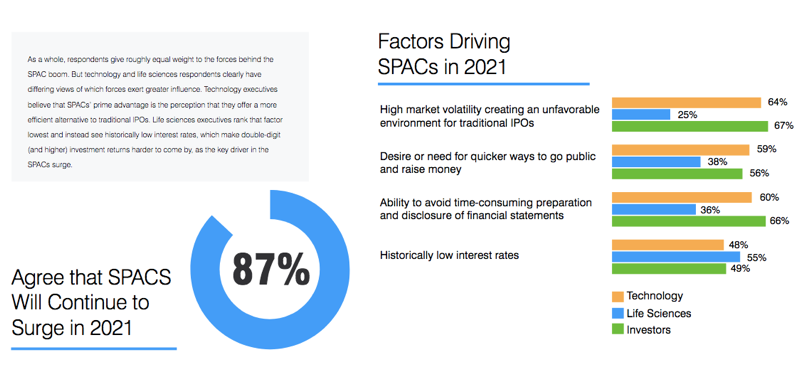 As a whole, respondents give roughly equal weight to the forces behind the
SPAC boom. But technology and life sciences respondents clearly have
differing views of which forces exert greater influence. Technology executives
believe that SPACs' prime advantage is the perception that they offer a more
efficient alternative to traditional IPOs. Life sciences executives rank that factor
lowest and instead see historically low interest rates, which make double-digit
(and higher) investment returns harder to come by, as the key driver in the
SPACs surge.
87%
Agree that SPACS
Will Continue to
Surge in 2021
Factors Driving
SPACs in 2021
High market volatility creating an unfavorable
environment for traditional IPOs
64%
25%
67%
Desire or need for quicker ways to go public
and raise money
59%
38%
56%
Ability to avoid time-consuming preparation
and disclosure of financial statements
60%
36%
66%
Historically low interest rates
48%
55%
49%
Technology
Life Sciences
Investors